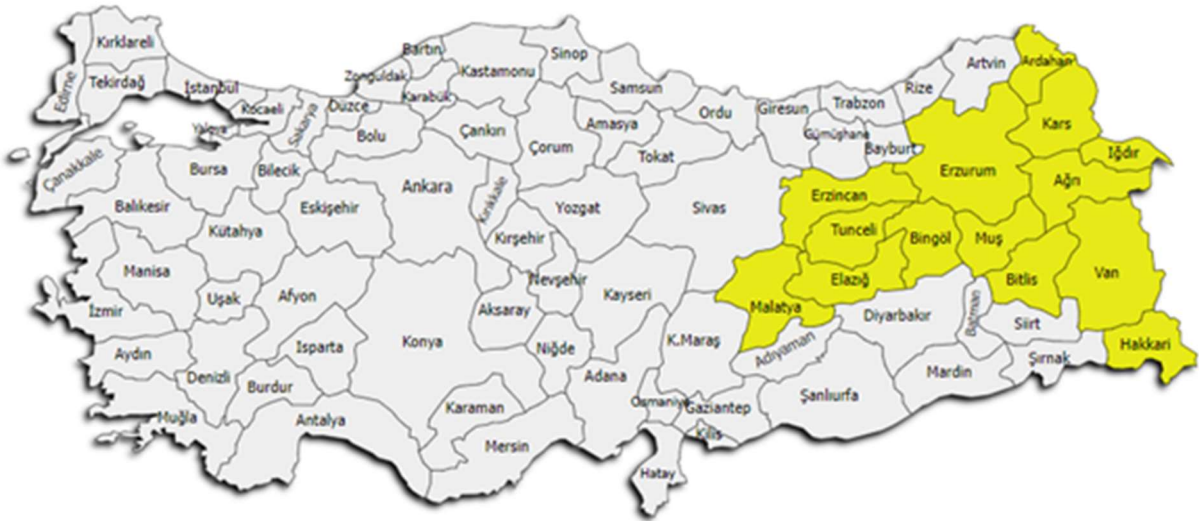 Kırklareli
Edirne
Tekirdağ
İstanbul
Kocaeli
Yalova
Sakarya
Düzce
Bolu
Zonguldak
Bartın
Karabük
Kastamonu
Sinop
Samsun
Çankırı
Çorum
Amasya
Tokat
Ordu
Giresun
Trabzon
Gümüşhane
Bayburt
Rize
Artvin
Ardahan
Kars
Iğdır
Ağrı
Erzurum
Erzincan
Çanakkale
Balıkesir
Bursa
Bilecik
Kütahya
Eskişehir
Ankara
Kırıkkale
Kırşehir
Yozgat
Sivas
Tunceli
Bingöl
Muş
Bitlis
Van
Elazığ
Malatya
Manisa
İzmir
Uşak
Afyon
Konya
Aksaray
Nevşehir
Kayseri
Niğde
K.Maraş
Adıyaman
Diyarbakır
Batman
Siirt
Şırnak
Hakkari
Aydın
Denizli
Isparta
Burdur
Muğla
Antalya
Karaman
Mersin
Adana
Osmaniye
Gaziantep
Kilis
Hatay
Şanlıurfa
Mardin